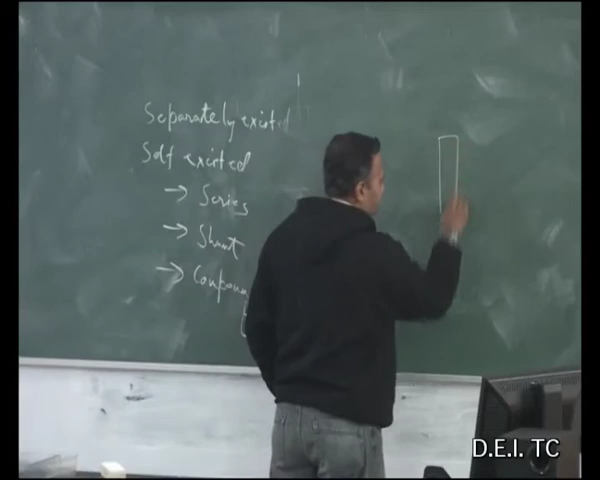 Separately excited
Self excited
→ Series
→ Shunt
→ Compoun
D.E.I. TC